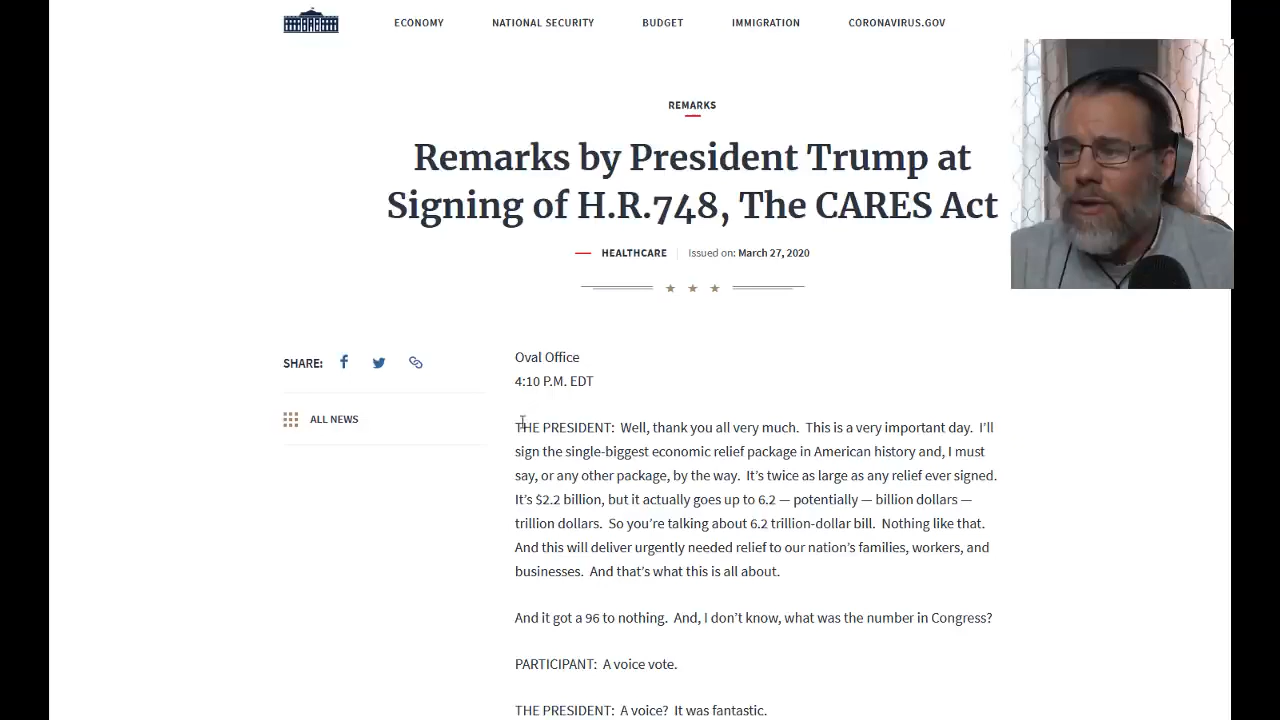 ECONOMY NATIONAL SECURITY BUDGET IMMIGRATION CORONAVIRUS.GOV
REMARKS
Remarks by President Trump at
Signing of H.R.748, The CARES Act
HEALTHCARE Issued on: March 27, 2020
SHARE:
ALL NEWS
Oval Office
4:10 P.M. EDT
THE PRESIDENT:  Well, thank you all very much.  This is a very important day.  I’ll
sign the single-biggest economic relief package in American history and, I must
say, or any other package, by the way.  It’s twice as large as any relief ever signed.
It’s $2.2 billion, but it actually goes up to 6.2 — potentially — billion dollars —
trillion dollars.  So you’re talking about 6.2 trillion-dollar bill.  Nothing like that.
And this will deliver urgently needed relief to our nation’s families, workers, and
businesses.  And that’s what this is all about.
And it got a 96 to nothing.  And, I don’t know, what was the number in Congress?
PARTICIPANT:  A voice vote.
THE PRESIDENT:  A voice?  It was fantastic.